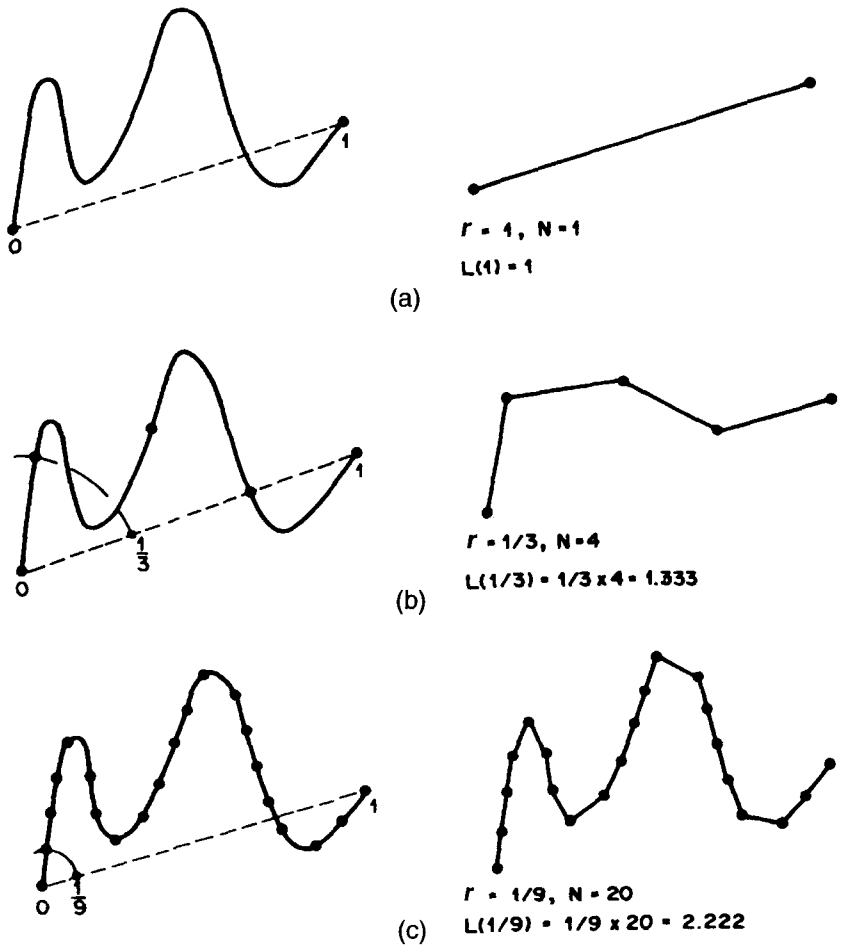 0
1
r = 1, N=1
L(1) = 1
(a)
0
1/3
1
r = 1/3, N=4
L(1/3) = 1/3 x 4 = 1.333
(b)
0
1/9
1
r = 1/9, N = 20
L(1/9) = 1/9 x 20 = 2.222
(c)